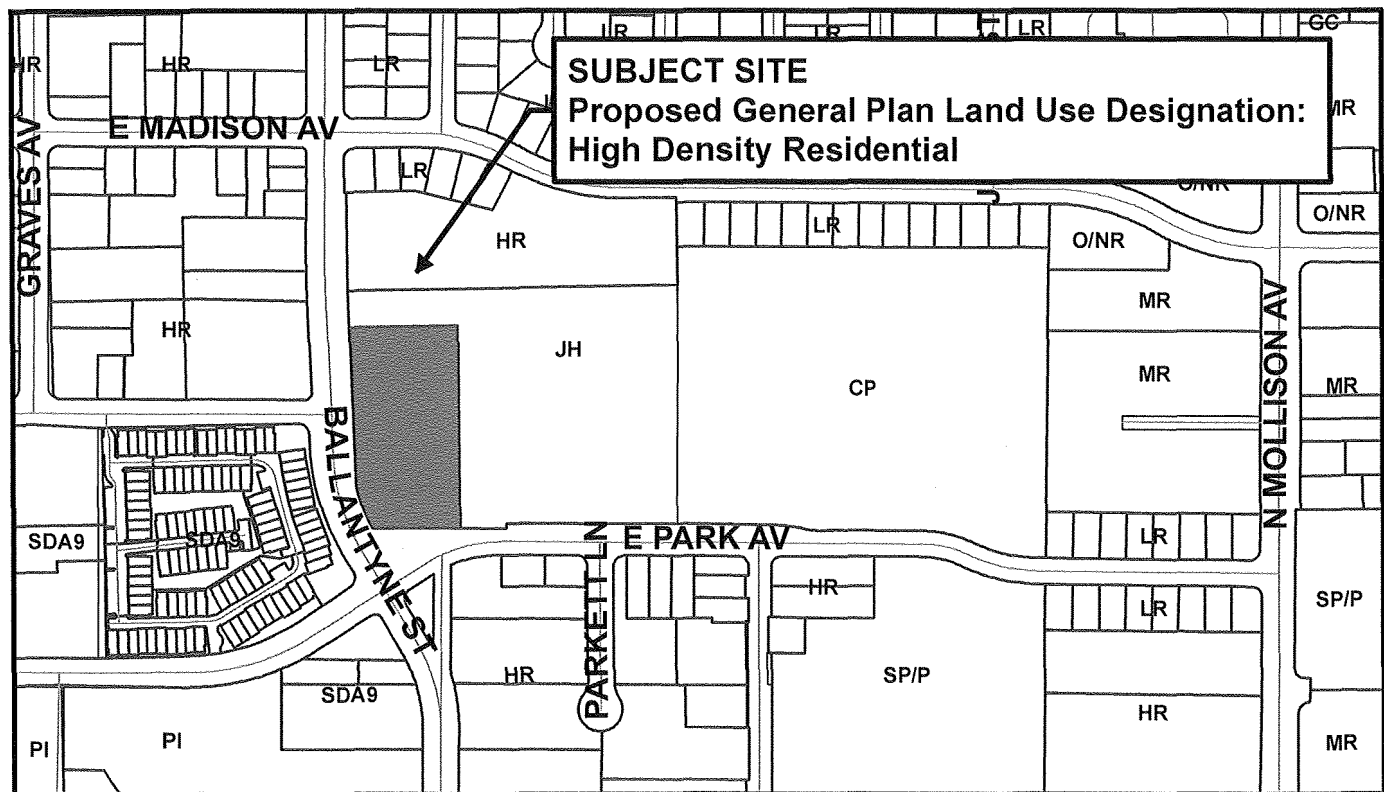 LR
LR
LR
GC
HR
HR
LR
SUBJECT SITE
Proposed General Plan Land Use Designation:
High Density Residential
MR
E MADISON AV
GRAVES AV
LR
O/NR
O/NR
HR
LR
O/NR
MR
HR
JH
CP
MR
MR
N MOLLISON AV
BALLANTYNE ST
SDA9
SDA9
E PARK AV
LR
HR
LR
SP/P
PARKETT LN
HR
SP/P
SDA9
HR
PI
PI
MR